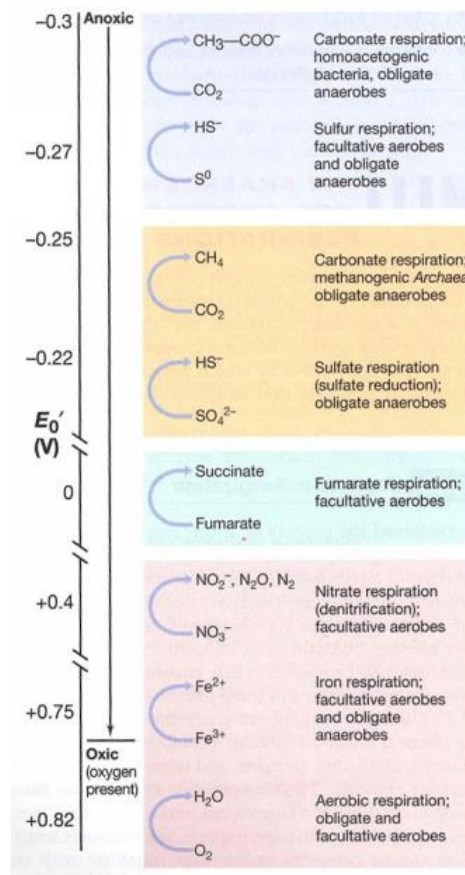 −0.3
Anoxic
CH₃—COO⁻
CO₂
Carbonate respiration;
homoacetogenic
bacteria, obligate
anaerobes
−0.27
HS⁻
S⁰
Sulfur respiration;
facultative aerobes
and obligate
anaerobes
−0.25
CH₄
CO₂
Carbonate respiration;
methanogenic Archaea
obligate anaerobes
−0.22
HS⁻
SO₄²⁻
Sulfate respiration
(sulfate reduction);
obligate anaerobes
E₀′
(V)
0
Succinate
Fumarate
Fumarate respiration;
facultative aerobes
+0.4
NO₂⁻, N₂O, N₂
NO₃⁻
Nitrate respiration
(denitrification);
facultative aerobes
+0.75
Fe²⁺
Fe³⁺
Iron respiration;
facultative aerobes
and obligate
anaerobes
Oxic
(oxygen
present)
+0.82
H₂O
O₂
Aerobic respiration;
obligate and
facultative aerobes